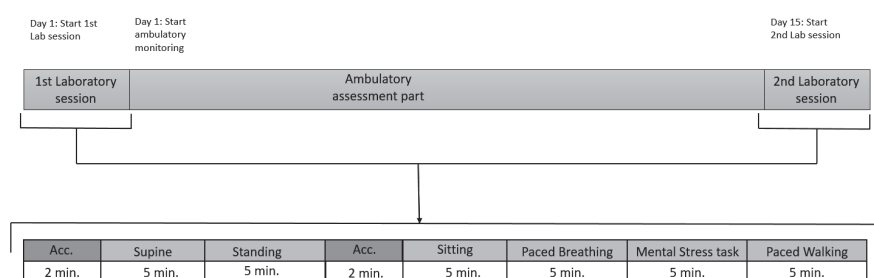 Day 1: Start 1st
Lab session
Day 1: Start
ambulatory
monitoring
Day 15: Start
2nd Lab session
1st Laboratory
session
Ambulatory
assessment part
2nd Laboratory
session
Acc. Supine Standing Acc. Sitting Paced Breathing Mental Stress task Paced Walking
2 min. 5 min. 5 min. 2 min. 5 min. 5 min. 5 min. 5 min.